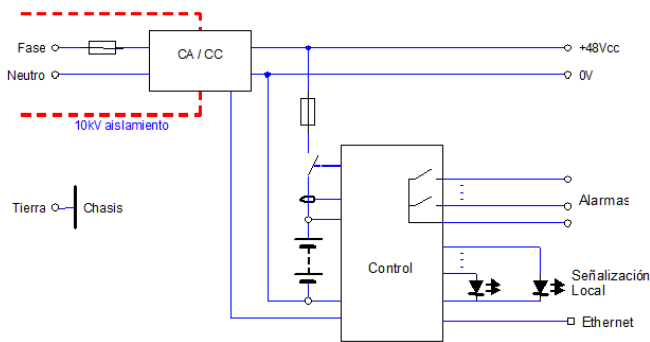 Fase
CA / CC
+48Vcc
Neutro
0V
10kV aislamiento
Tierra
Chasis
Alarmas
Control
Señalización
Local
Ethernet